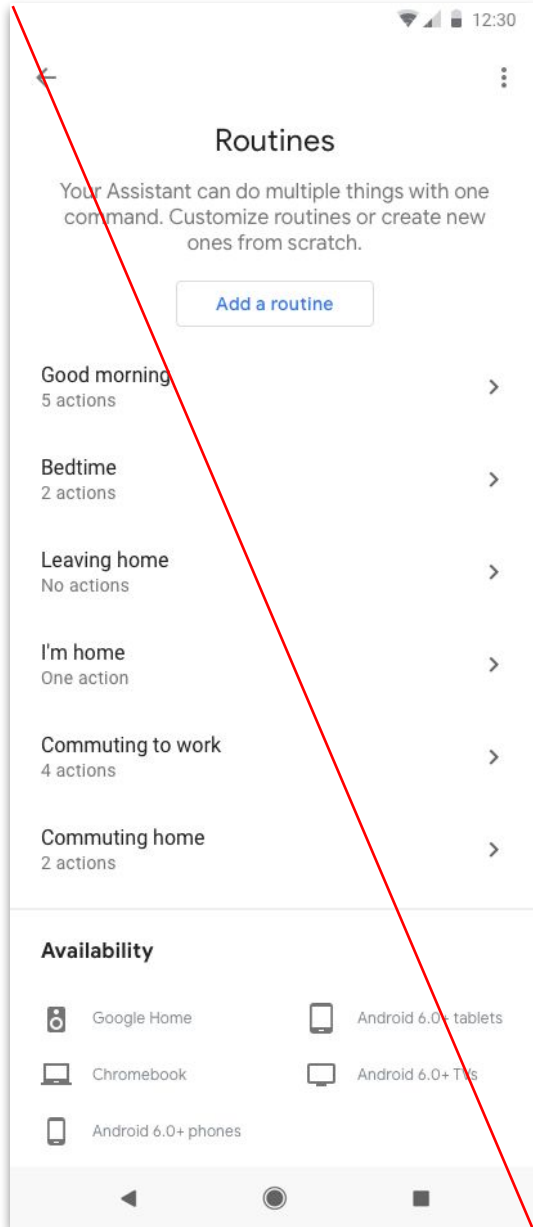 12:30
Routines
Your Assistant can do multiple things with one
command. Customize routines or create new
ones from scratch.
Add a routine
Good morning
5 actions
Bedtime
2 actions
Leaving home
No actions
I'm home
One action
Commuting to work
4 actions
Commuting home
2 actions
Availability
Google Home
Android 6.0+ tablets
Chromebook
Android 6.0+ TVs
Android 6.0+ phones